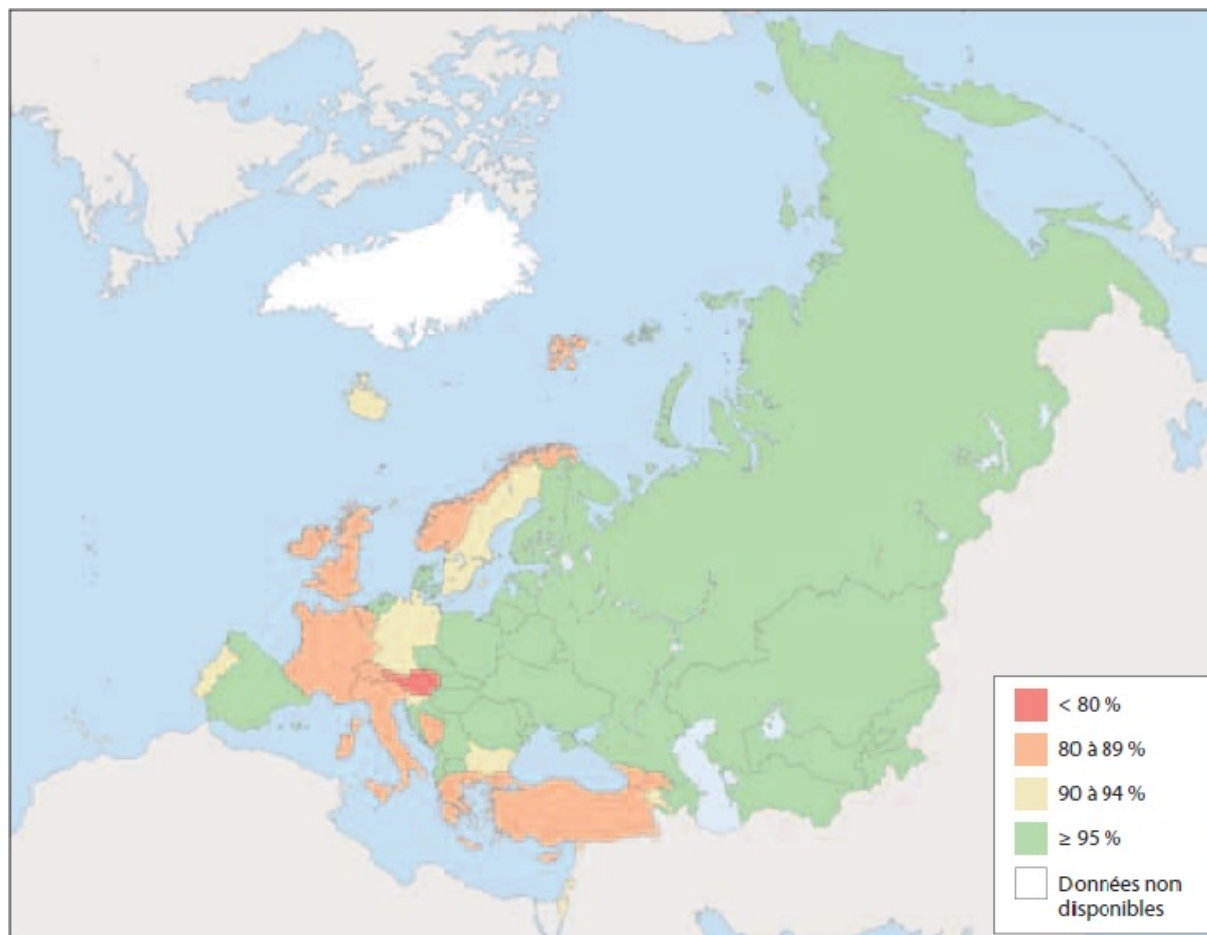 < 80 %
80 à 89 %
90 à 94 %
≥ 95 %
Données non
disponibles